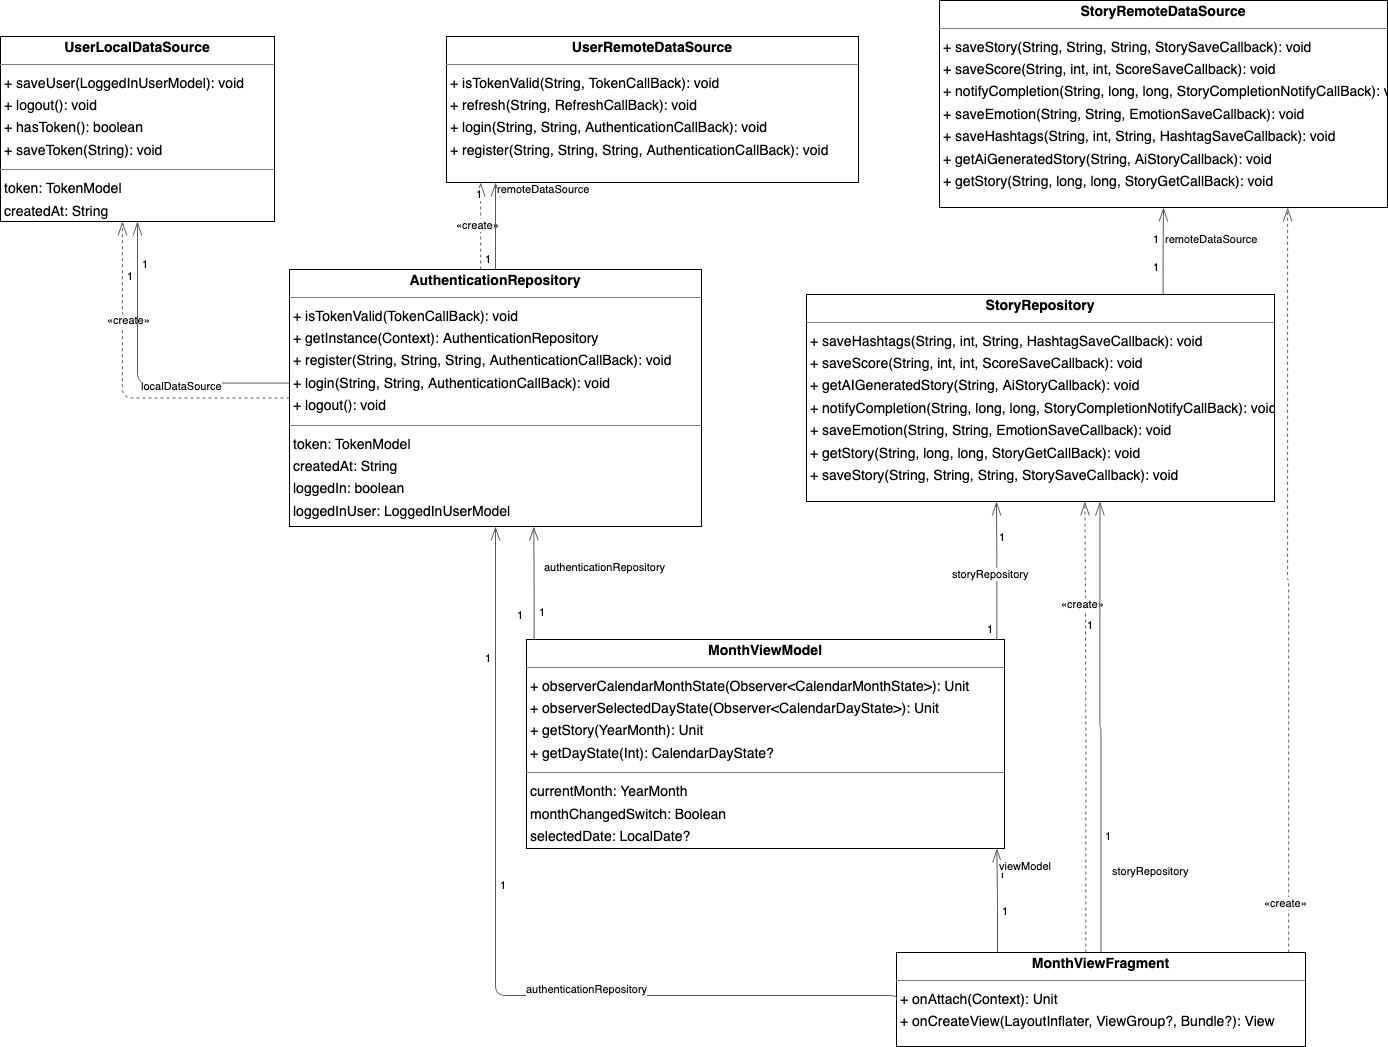 StoryRemoteDataSource
+ saveStory(String, String, String, StorySaveCallback): void
+ saveScore(String, int, int, ScoreSaveCallback): void
+ notifyCompletion(String, long, long, StoryCompletionNotifyCallBack):
+ saveEmotion(String, String, EmotionSaveCallback): void
+ saveHashtags(String, int, String, HashtagSaveCallback): void
+ getAiGeneratedStory(String, AiStoryCallback): void
+ getStory(String, long, long, StoryGetCallBack): void
UserLocalDataSource
+ saveUser(LoggedInUserModel): void
+ logout(): void
+ hasToken(): boolean
+ saveToken(String): void
token: TokenModel
createdAt: String
UserRemoteDataSource
+ isTokenValid(String, TokenCallBack): void
+ refresh(String, RefreshCallBack): void
+ login(String, String, AuthenticationCallBack): void
+ register(String, String, String, AuthenticationCallBack): void
1
remoteDataSource
«create»
1
1
1
«create»
localDataSource
1
remoteDataSource
1
AuthenticationRepository
+ isTokenValid(TokenCallBack): void
+ getInstance(Context): AuthenticationRepository
+ register(String, String, String, AuthenticationCallBack): void
+ login(String, String, AuthenticationCallBack): void
+ logout(): void
token: TokenModel
createdAt: String
loggedIn: boolean
loggedInUser: LoggedInUserModel
StoryRepository
+ saveHashtags(String, int, String, HashtagSaveCallback): void
+ saveScore(String, int, int, ScoreSaveCallback): void
+ getAIGeneratedStory(String, AiStoryCallback): void
+ notifyCompletion(String, long, long, StoryCompletionNotifyCallBack): void
+ saveEmotion(String, String, EmotionSaveCallback): void
+ getStory(String, long, long, StoryGetCallBack): void
+ saveStory(String, String, String, StorySaveCallback): void
authenticationRepository
1
1
1
1
storyRepository
1
«create»
1
MonthViewModel
+ observerCalendarMonthState(Observer<CalendarMonthState>): Unit
+ observerSelectedDayState(Observer<CalendarDayState>): Unit
+ getStory(YearMonth): Unit
+ getDayState(Int): CalendarDayState?
currentMonth: YearMonth
monthChangedSwitch: Boolean
selectedDate: LocalDate?
1
viewModel
1
storyRepository
1
1
«create»
authenticationRepository
MonthViewFragment
+ onAttach(Context): Unit
+ onCreateView(LayoutInflater, ViewGroup?, Bundle?): View